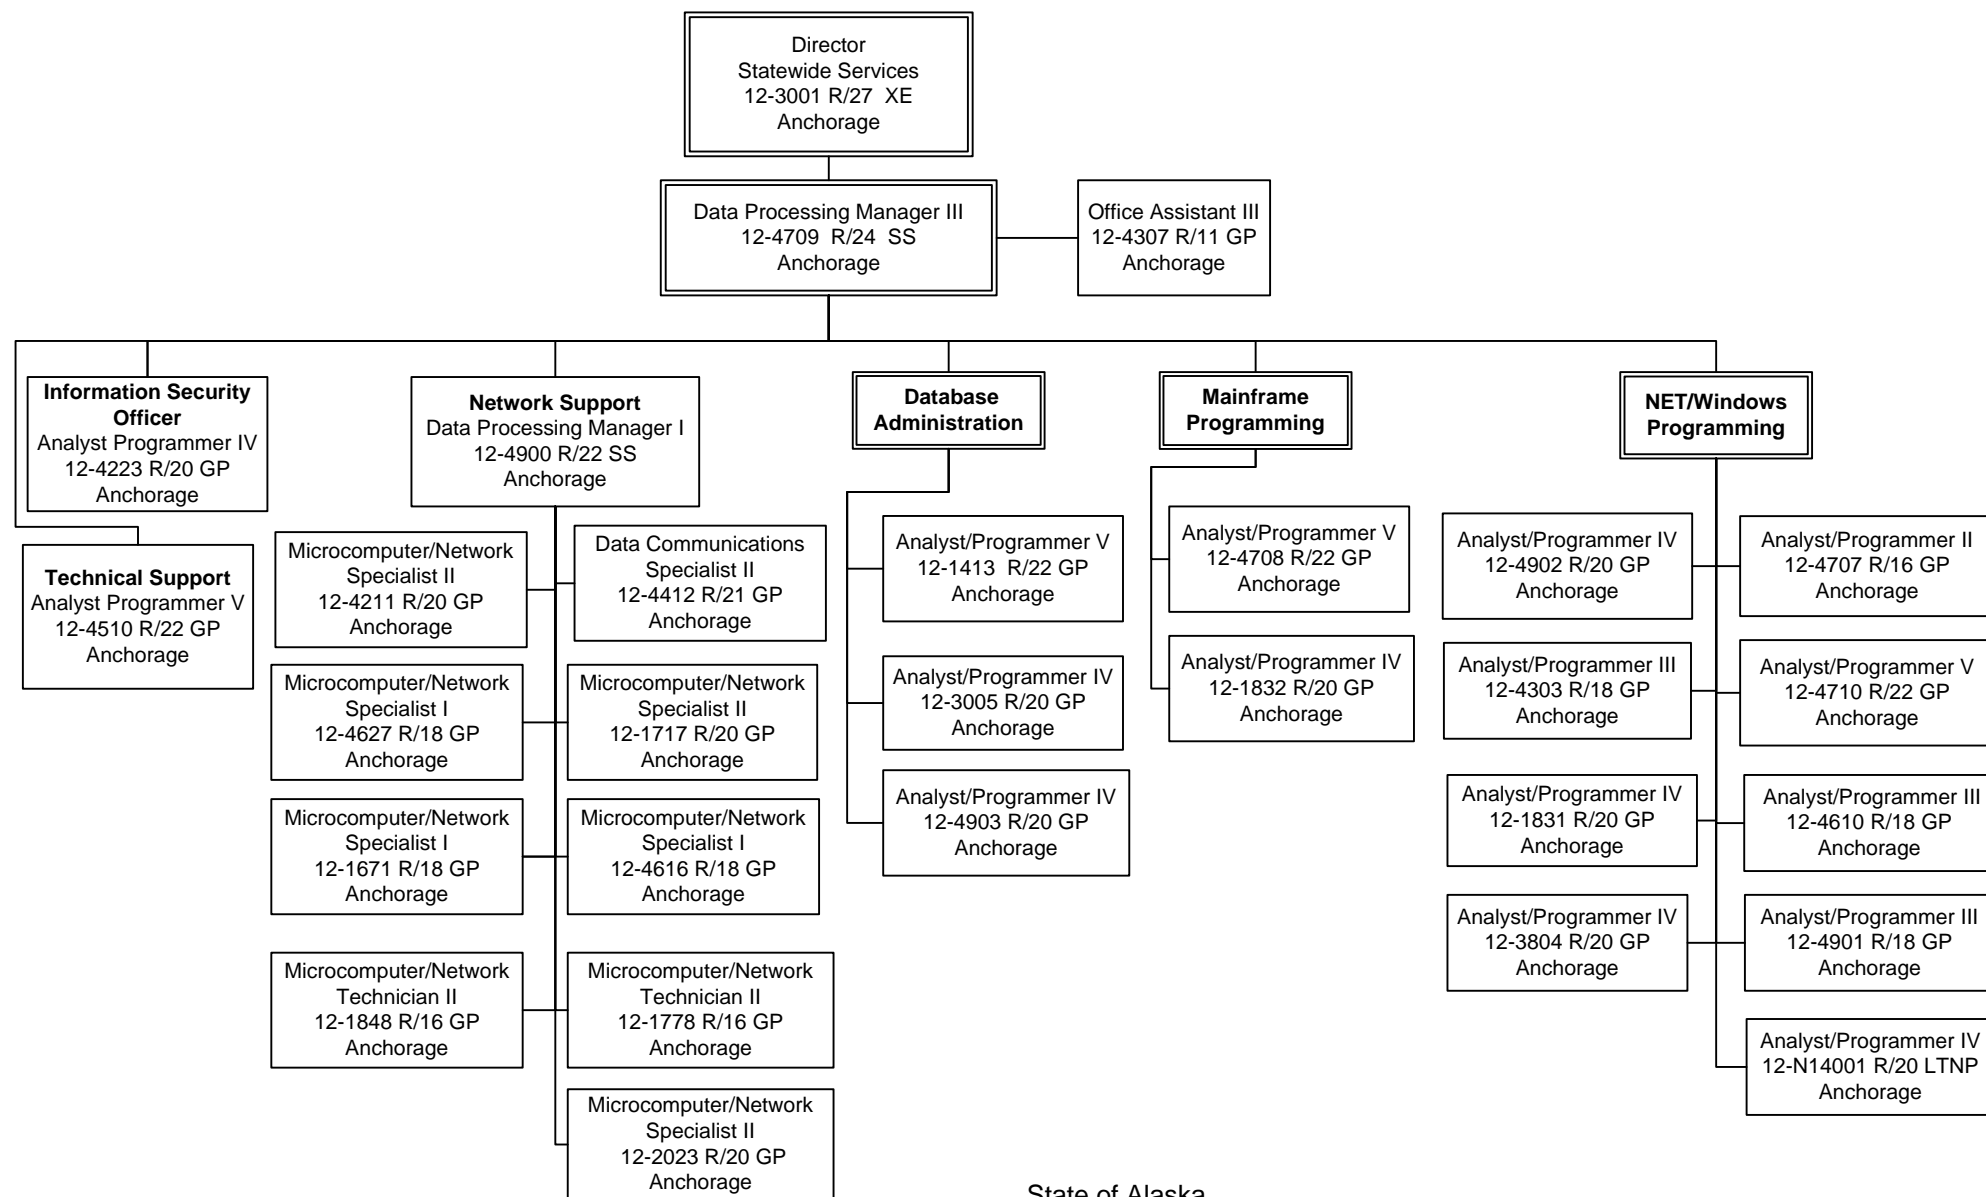 Director
Statewide Services
12-3001 R/27  XE
Anchorage
Data Processing Manager III
12-4709  R/24  SS
Anchorage
Office Assistant III
12-4307 R/11 GP
Anchorage
Information Security
Officer
Analyst Programmer IV
12-4223 R/20 GP
Anchorage
Technical Support
Analyst Programmer V
12-4510 R/22 GP
Anchorage
Network Support
Data Processing Manager I
12-4900 R/22 SS
Anchorage
Microcomputer/Network
Specialist II
12-4211 R/20 GP
Anchorage
Data Communications
Specialist II
12-4412 R/21 GP
Anchorage
Microcomputer/Network
Specialist I
12-4627 R/18 GP
Anchorage
Microcomputer/Network
Specialist II
12-1717 R/20 GP
Anchorage
Microcomputer/Network
Specialist I
12-1671 R/18 GP
Anchorage
Microcomputer/Network
Specialist I
12-4616 R/18 GP
Anchorage
Microcomputer/Network
Technician II
12-1848 R/16 GP
Anchorage
Microcomputer/Network
Technician II
12-1778 R/16 GP
Anchorage
Microcomputer/Network
Specialist II
12-2023 R/20 GP
Anchorage
Database
Administration
Analyst/Programmer V
12-1413  R/22 GP
Anchorage
Analyst/Programmer IV
12-3005 R/20 GP
Anchorage
Analyst/Programmer IV
12-4903 R/20 GP
Anchorage
Mainframe
Programming
Analyst/Programmer V
12-4708 R/22 GP
Anchorage
Analyst/Programmer IV
12-1832 R/20 GP
Anchorage
NET/Windows
Programming
Analyst/Programmer IV
12-4902 R/20 GP
Anchorage
Analyst/Programmer II
12-4707 R/16 GP
Anchorage
Analyst/Programmer III
12-4303 R/18 GP
Anchorage
Analyst/Programmer V
12-4710 R/22 GP
Anchorage
Analyst/Programmer IV
12-1831 R/20 GP
Anchorage
Analyst/Programmer III
12-4610 R/18 GP
Anchorage
Analyst/Programmer IV
12-3804 R/20 GP
Anchorage
Analyst/Programmer III
12-4901 R/18 GP
Anchorage
Analyst/Programmer IV
12-N14001 R/20 LTNP
Anchorage
State of Alaska